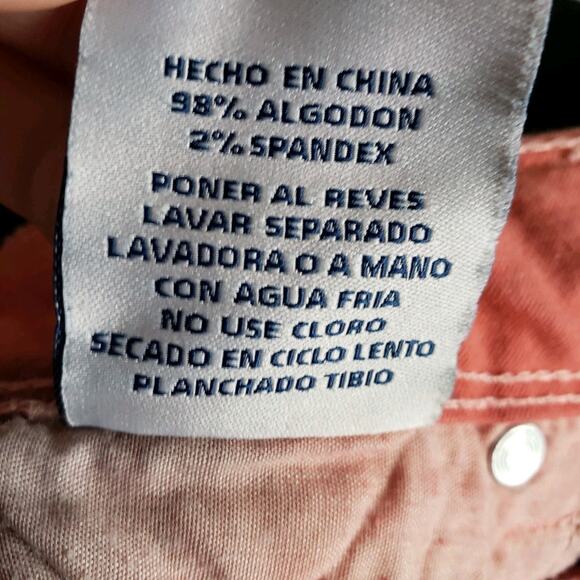 HECHO EN CHINA
98% ALGODON
2% SPANDEX
PONER AL REVES
LAVAR SEPARADO
LAVADORA O A MANO
CON AGUA FRIA
NO USE CLORO
SECADO EN CICLO LENTO
PLANCHADO TIBIO